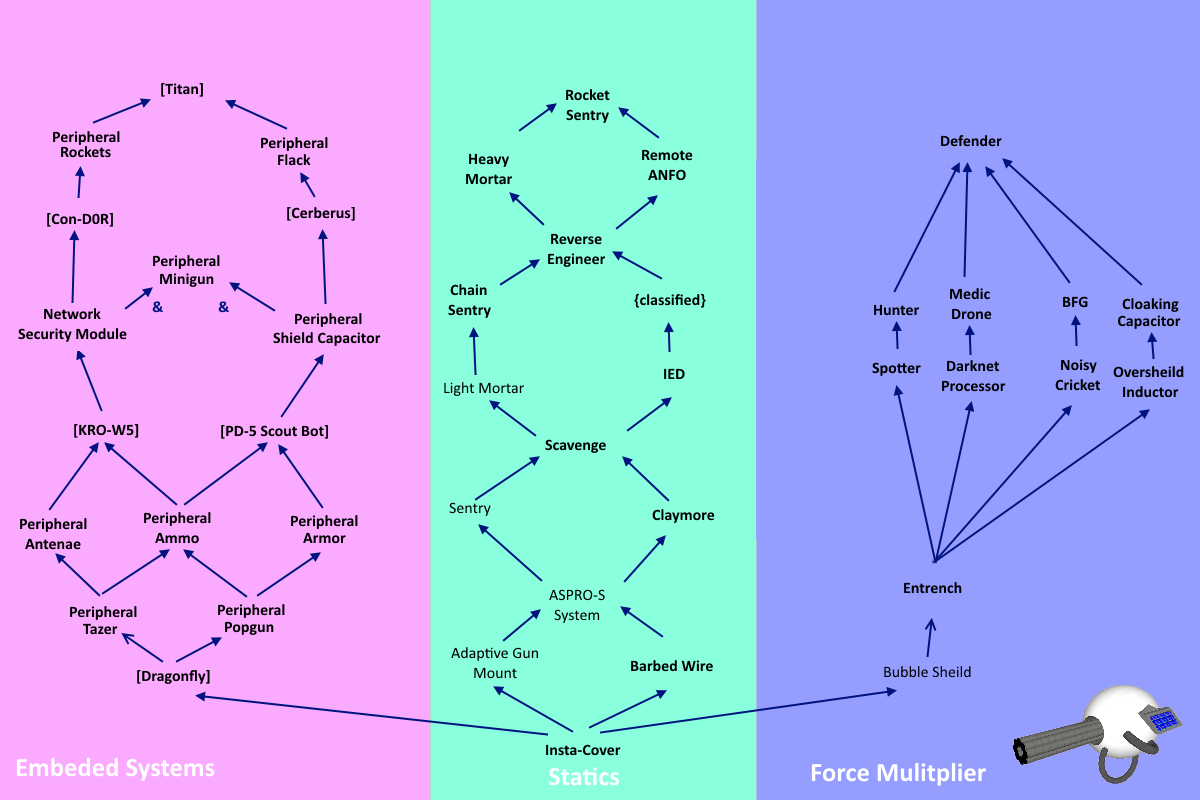 [Titan]
Peripheral
Rockets
Peripheral
Flack
[Con-D0R]
[Cerberus]
Peripheral
Minigun
&
&
Network
Security Module
Peripheral
Shield Capacitor
[KRO-W5]
[PD-5 Scout Bot]
Peripheral
Antenae
Peripheral
Ammo
Peripheral
Armor
Peripheral
Tazer
Peripheral
Popgun
[Dragonfly]
Embeded Systems
Rocket
Sentry
Heavy
Mortar
Remote
ANFO
Reverse
Engineer
Chain
Sentry
{classified}
Light Mortar
IED
Scavenge
Sentry
Claymore
ASPRO-S
System
Adaptive Gun
Mount
Barbed Wire
Insta-Cover
Statics
Defender
Hunter
Medic
Drone
BFG
Cloaking
Capacitor
Spotter
Darknet
Processor
Noisy
Cricket
Oversheild
Inductor
Entrench
Bubble Sheild
Force Mulitplier